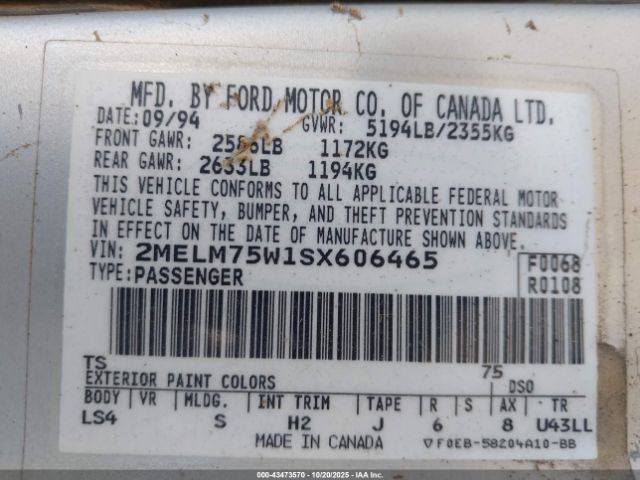 MFD. BY FORD MOTOR CO. OF CANADA LTD.
DATE: 09/94 GVWR: 5194LB/2355KG
FRONT GAWR: 2586LB 1172KG
REAR GAWR: 2633LB 1194KG
THIS VEHICLE CONFORMS TO ALL APPLICABLE FEDERAL MOTOR
VEHICLE SAFETY, BUMPER, AND THEFT PREVENTION STANDARDS
IN EFFECT ON THE DATE OF MANUFACTURE SHOWN ABOVE.
VIN: 2MELM75W1SX606465 F0068
TYPE: PASSENGER R0108
TS 75
EXTERIOR PAINT COLORS DSO
BODY VR MLDG. INT TRIM TAPE R S AX TR
LS4 S H2 J 6 8 U43LL
MADE IN CANADA ▽F0EB-58204A10-BB
000-43473570 - 10/20/2025 - Copyright © 2025 IAA, Inc.